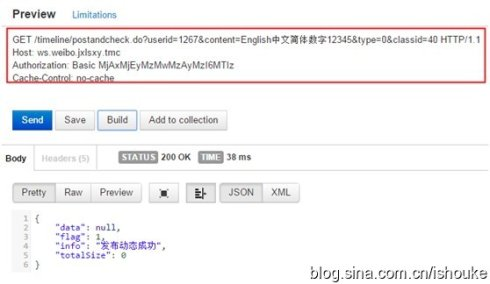 Preview Limitations
GET /timeline/postandcheck.do?userid=1267&content=English中文简体数字12345&type=0&classid=40 HTTP/1.1
Host: ws.weibo.jxlsxy.tmc
Authorization: Basic MjAxMjEyMzMwMzAyMzI6MTIz
Cache-Control: no-cache
Send Save Build Add to collection
Body Headers (5) STATUS 200 OK TIME 38 ms
Pretty Raw Preview JSON XML
1 {
2 "data": null,
3 "flag": 1,
4 "info": "发布动态成功",
5 "totalSize": 0
6 }
blog.sina.com.cn/ishouke